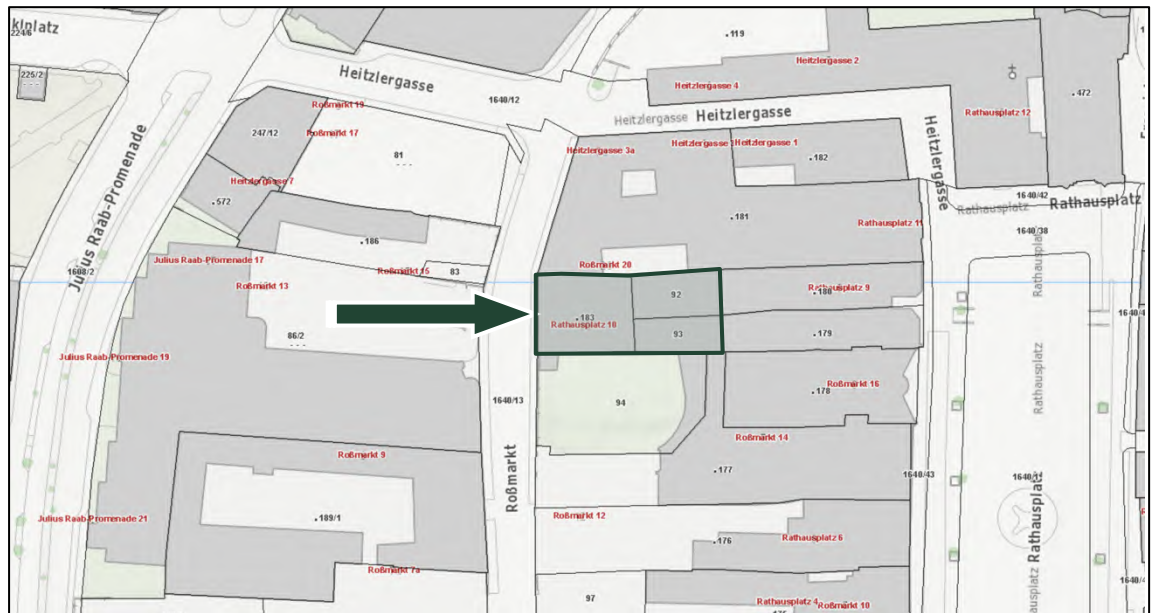 klplatz
224/6
225/2
Heitzlergasse
1640/12
.119
Heitzlergasse 2
Heitzlergasse 4
Rathausplatz 12
.472
Roßmarkt 19
Roßmarkt 17
247/12
81
Heitzlergasse Heitzlergasse
Heitzlergasse 3a
Heitzlergasse 1
.182
Heitzlergasse
Julius Raab-Promenade
Heitzlergasse 7
.572
1640/42
Rathausplatz Rathausplatz
.181
Rathausplatz 11
1640/38
.186
Julius Raab-Promenade 17
Roßmarkt 15
83
Roßmarkt 20
1608/2
Roßmarkt 13
92
.180
Rathausplatz 9
Rathausplatz
.183
Rathausplatz 10
93
.179
86/2
Julius Raab-Promenade 19
.178
Roßmarkt 16
94
1640/13
Rathausplatz
Roßmarkt 14
Roßmarkt 9
.177
1640/43
Roßmarkt
Rathausplatz
Julius Raab-Promenade 21
.189/1
Roßmarkt 12
.176
Rathausplatz 6
Roßmarkt 7a
97
Rathausplatz 4
Roßmarkt 10
Rathausplatz